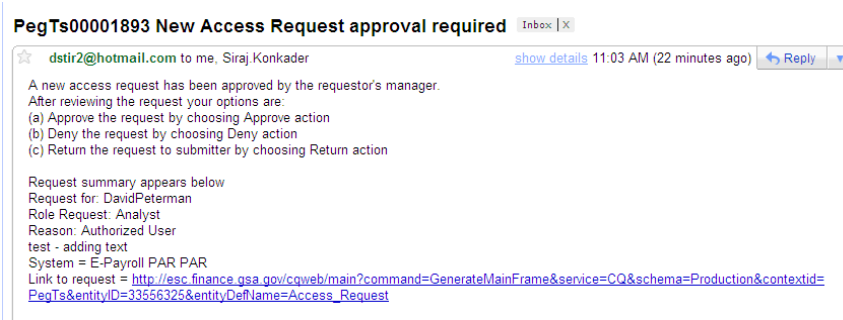 PegTs00001893 New Access Request approval required Inbox | X
dstir2@hotmail.com to me, Siraj.Konkader show details 11:03 AM (22 minutes ago) Reply
A new access request has been approved by the requestor's manager.
After reviewing the request your options are:
(a) Approve the request by choosing Approve action
(b) Deny the request by choosing Deny action
(c) Return the request to submitter by choosing Return action
Request summary appears below
Request for: DavidPeterman
Role Request: Analyst
Reason: Authorized User
test - adding text
System = E-Payroll PAR PAR
Link to request = http://esc.finance.gsa.gov/cqweb/main?command=GenerateMainFrame&service=CQ&schema=Production&contextid=
PegTs&entityID=33556325&entityDefName=Access_Request